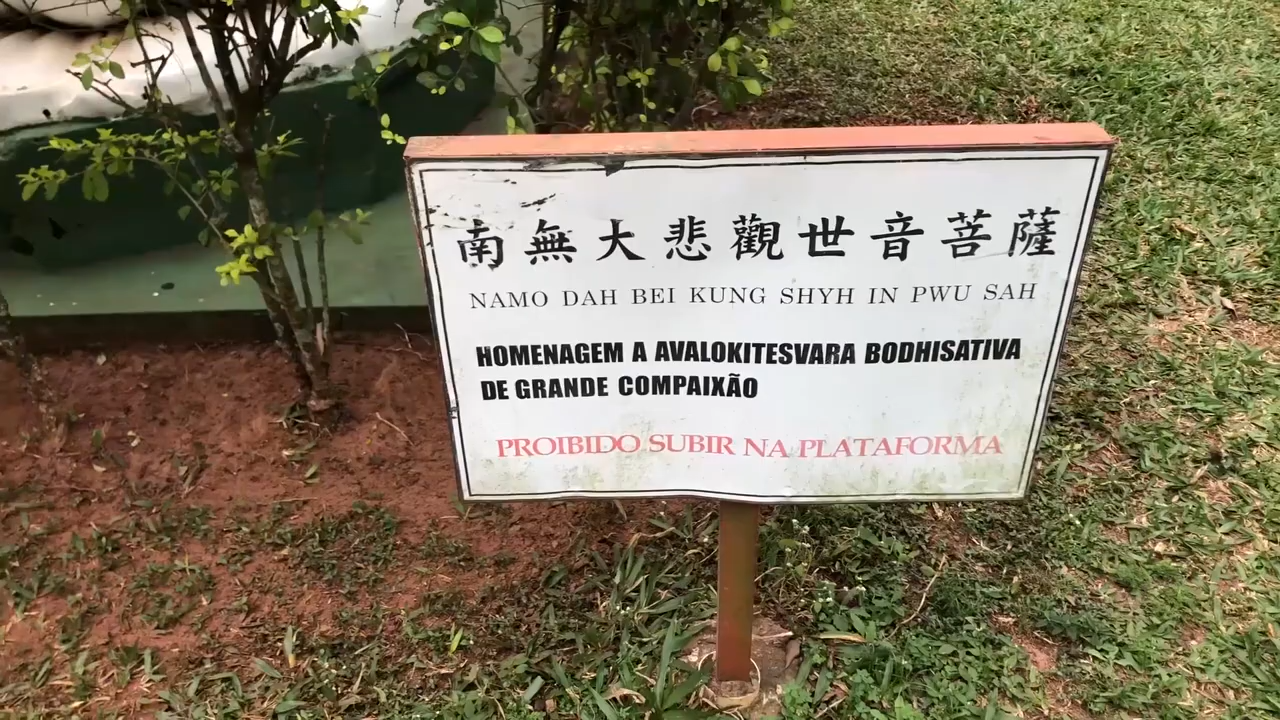 南無大悲觀世音菩薩
NAMO DAH BEI KUNG SHYH IN PWU SAH
HOMENAGEM A AVALOKITESVARA BODHISATIVA
DE GRANDE COMPAIXÃO
PROIBIDO SUBIR NA PLATAFORMA